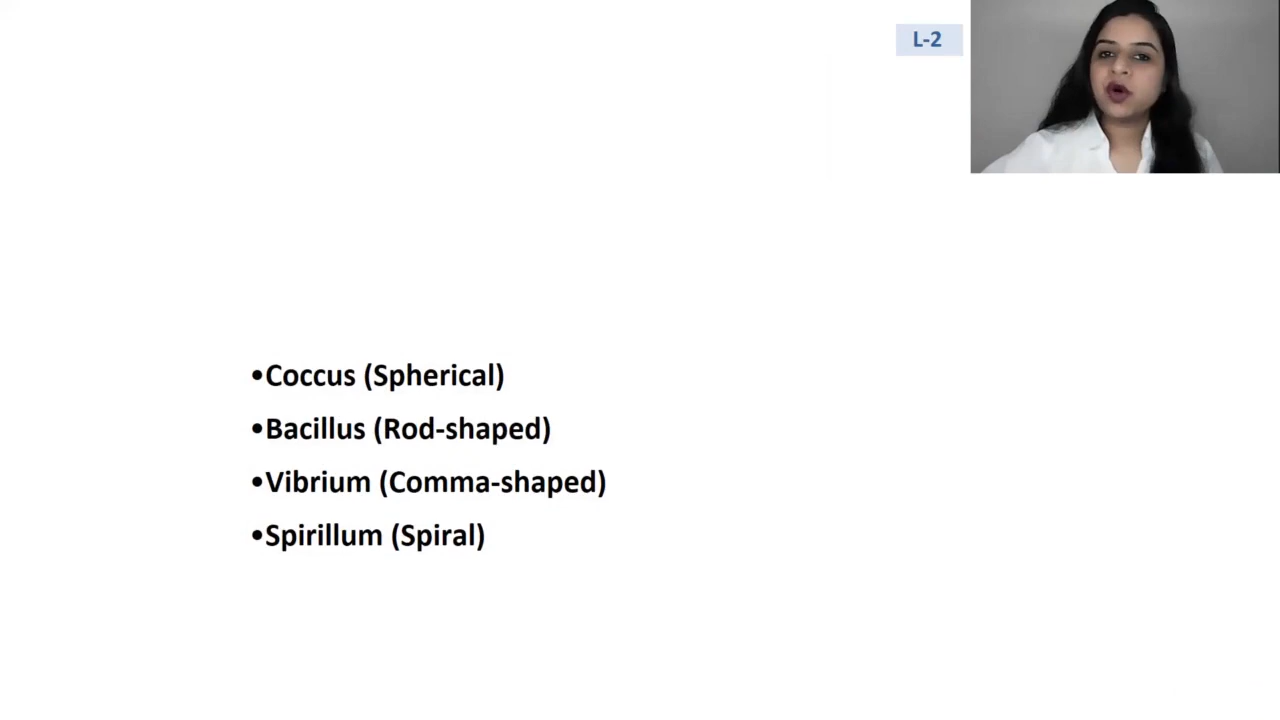 L-2
•Coccus (Spherical)
•Bacillus (Rod-shaped)
•Vibrium (Comma-shaped)
•Spirillum (Spiral)